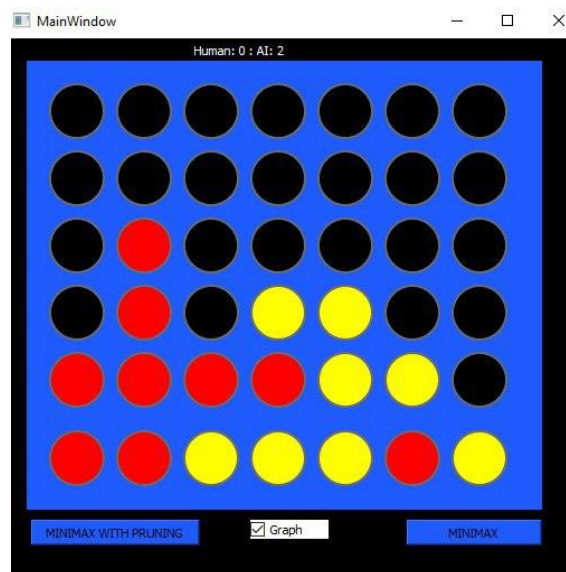 MainWindow
Human: 0 : AI: 2
MINIMAX WITH PRUNING
Graph
MINIMAX